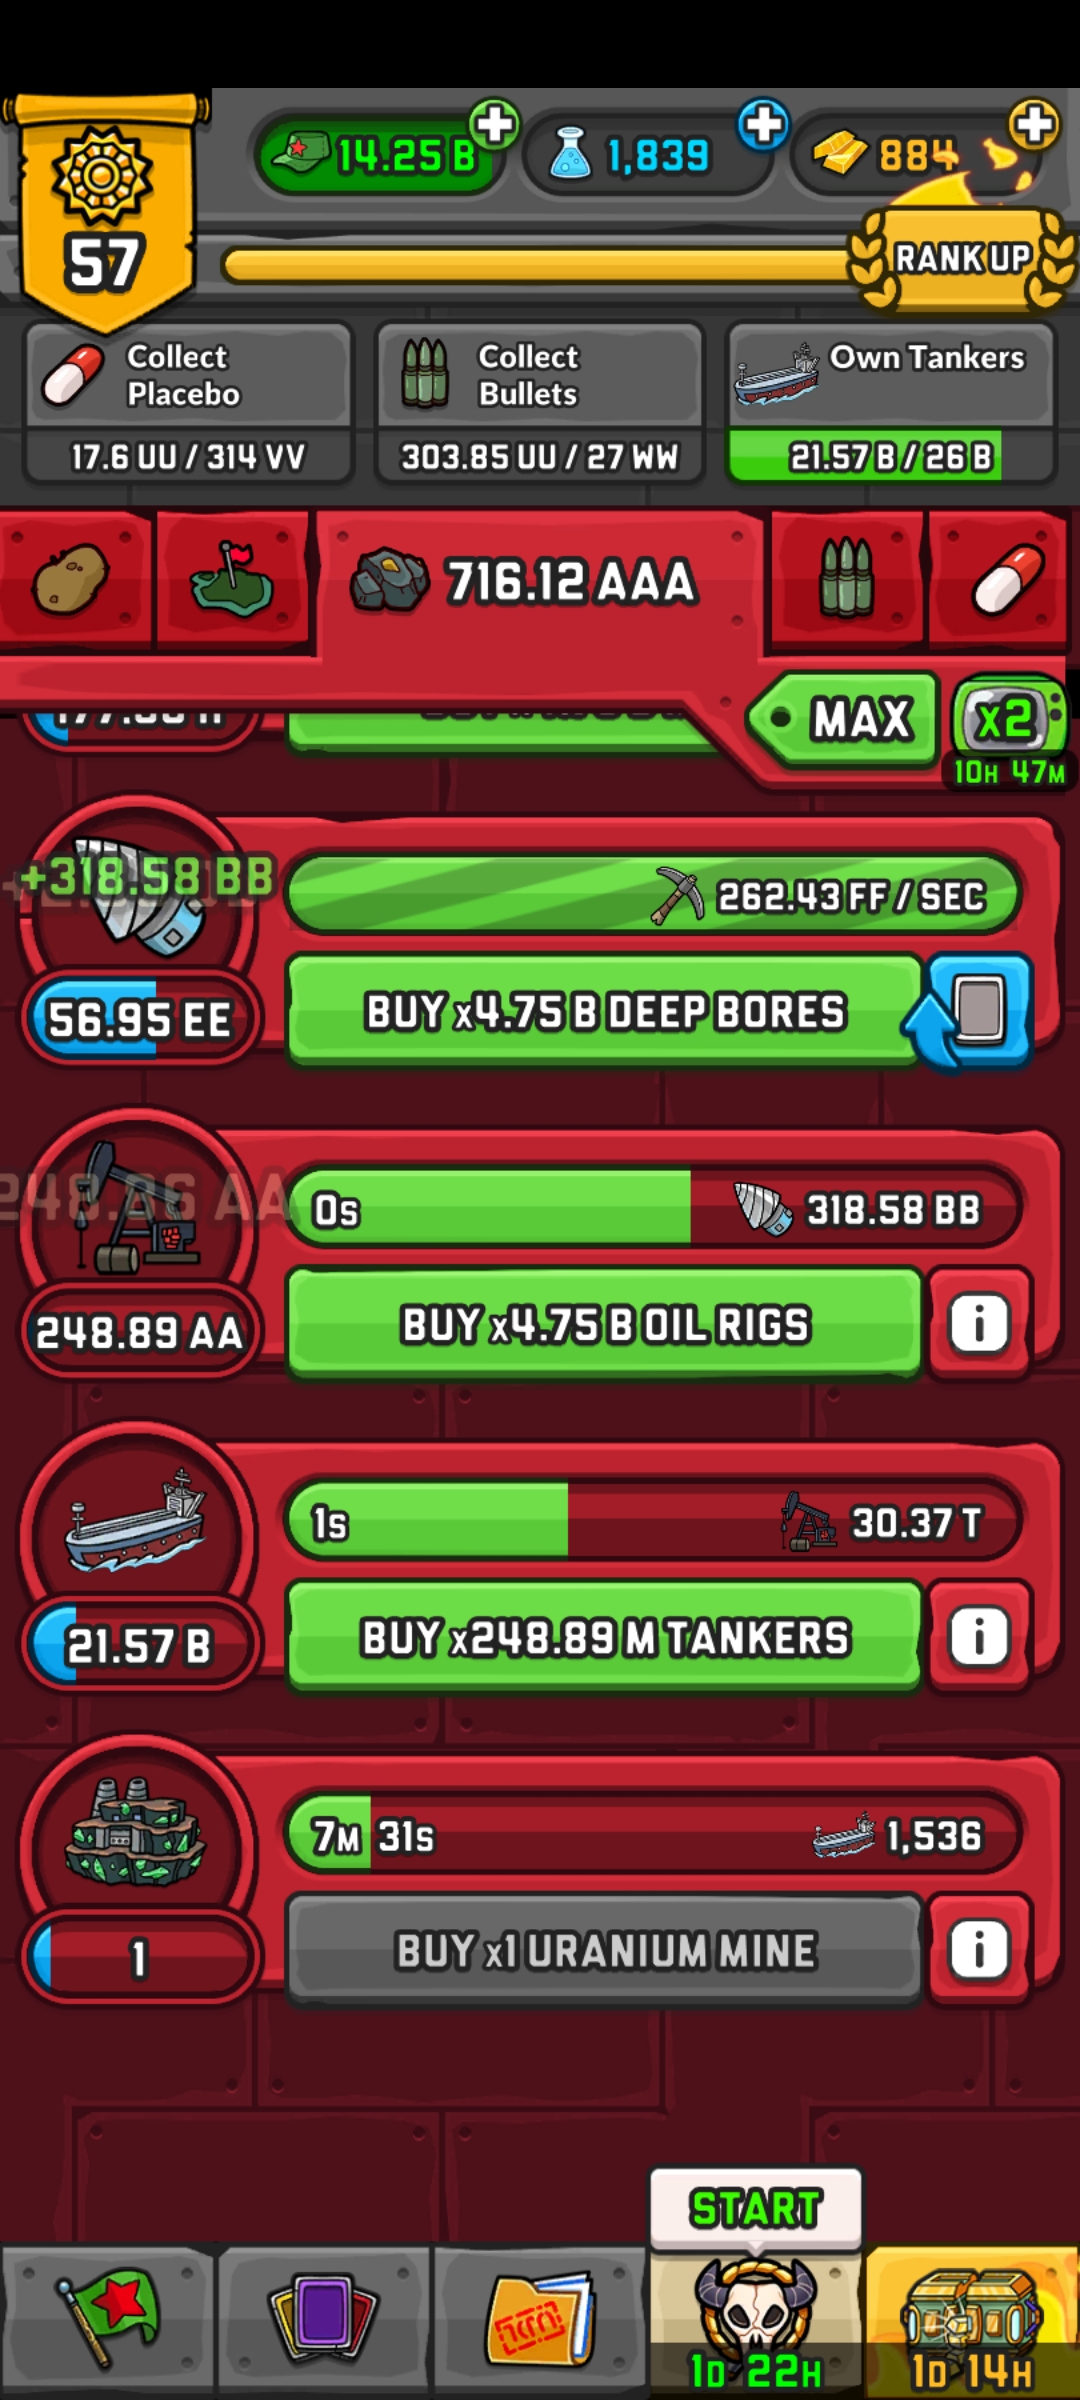 14.25 B
1,839
884
57
RANK UP
Collect
Placebo
17.6 UU / 314 VV
Collect
Bullets
303.85 UU / 27 WW
Own Tankers
21.57 B / 26 B
716.12 AAA
MAX
x2
10H 47M
+318.58 BB
262.43 FF / SEC
56.95 EE
BUY x4.75 B DEEP BORES
0s
318.58 BB
248.89 AA
BUY x4.75 B OIL RIGS
i
1s
30.37 T
21.57 B
BUY x248.89 M TANKERS
i
7M 31s
1,536
1
BUY x1 URANIUM MINE
i
START
1D 22H
1D 14H